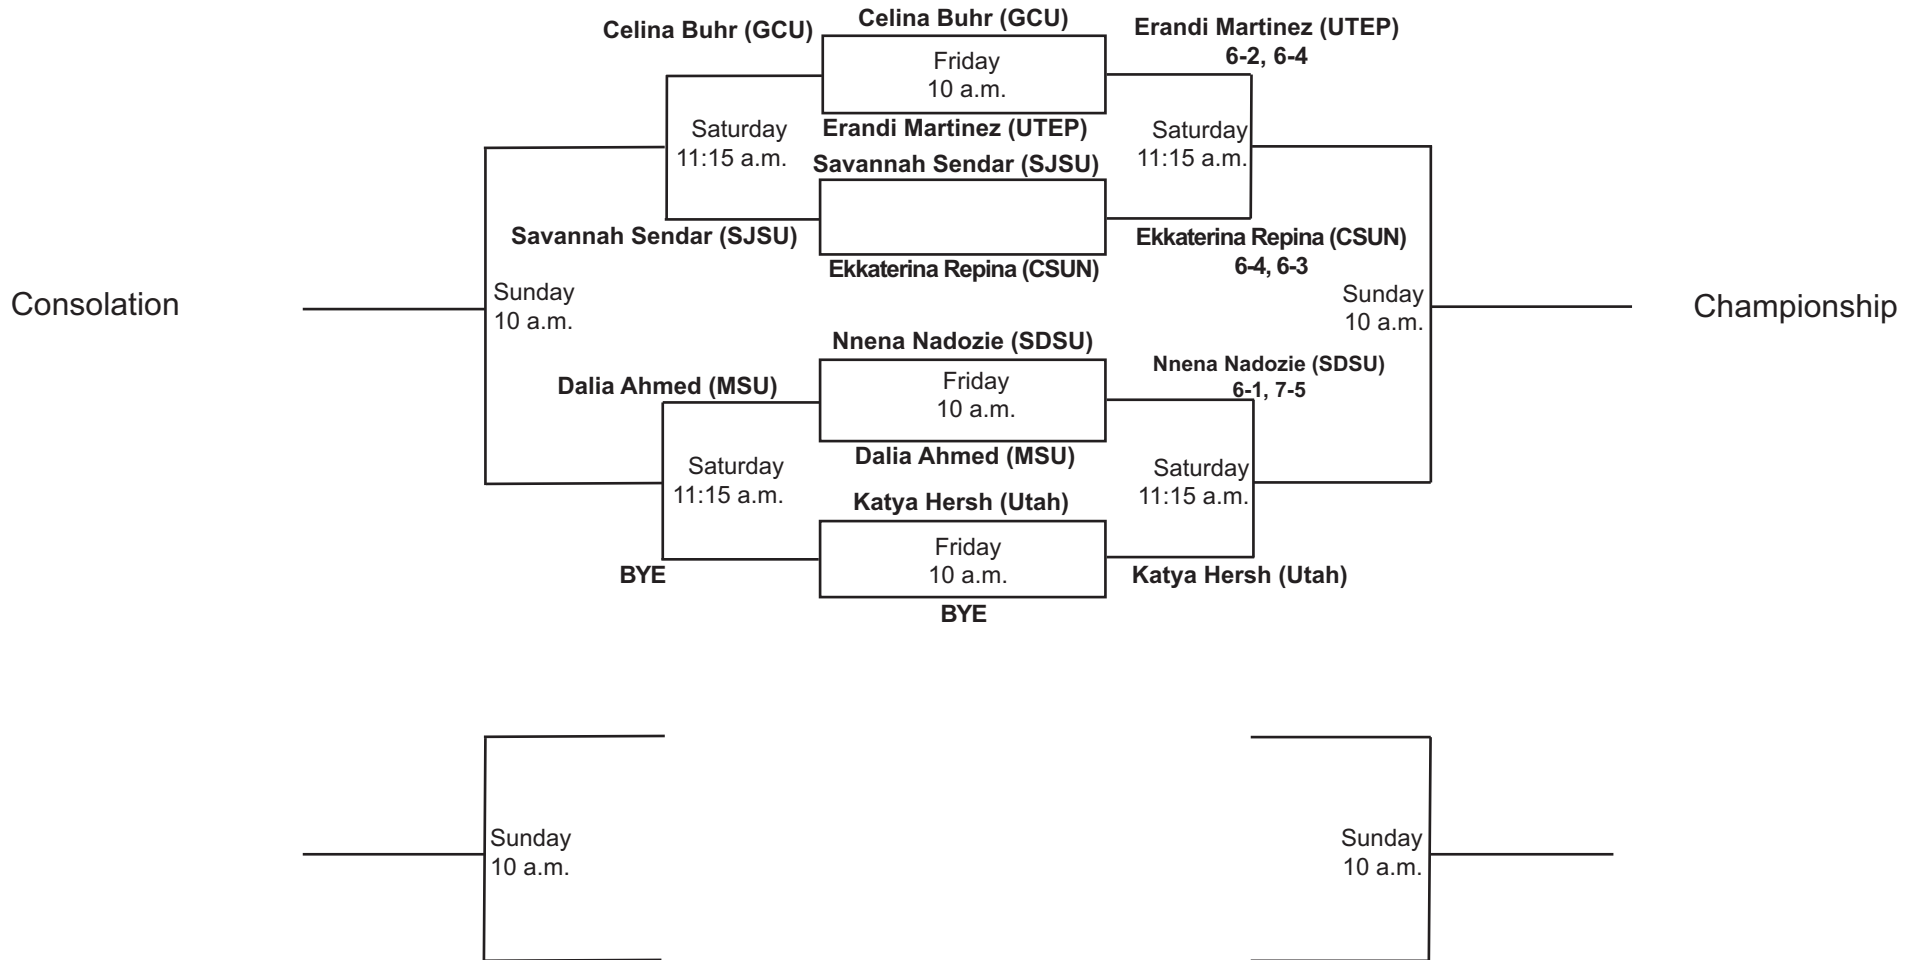 Celina Buhr (GCU)
Celina Buhr (GCU)
Erandi Martinez (UTEP)
6-2, 6-4
Friday
10 a.m.
Saturday
11:15 a.m.
Erandi Martinez (UTEP)
Saturday
11:15 a.m.
Savannah Sendar (SJSU)
Savannah Sendar (SJSU)
Ekkaterina Repina (CSUN)
6-4, 6-3
Ekkaterina Repina (CSUN)
Consolation
Sunday
10 a.m.
Sunday
10 a.m.
Championship
Nnena Nadozie (SDSU)
Nnena Nadozie (SDSU)
6-1, 7-5
Dalia Ahmed (MSU)
Friday
10 a.m.
Dalia Ahmed (MSU)
Saturday
11:15 a.m.
Saturday
11:15 a.m.
Katya Hersh (Utah)
Friday
10 a.m.
BYE
Katya Hersh (Utah)
BYE
Sunday
10 a.m.
Sunday
10 a.m.